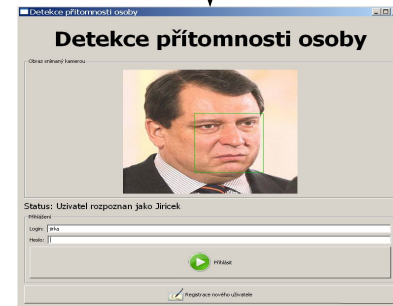 Detekce přítomnosti osoby
Detekce přítomnosti osoby
Obraz snímaný kamerou
Status: Uzivatel rozpoznan jako Jiricek
Přihlášení
Login: jirka
Heslo:
Přihlásit
Registrace nového uživatele